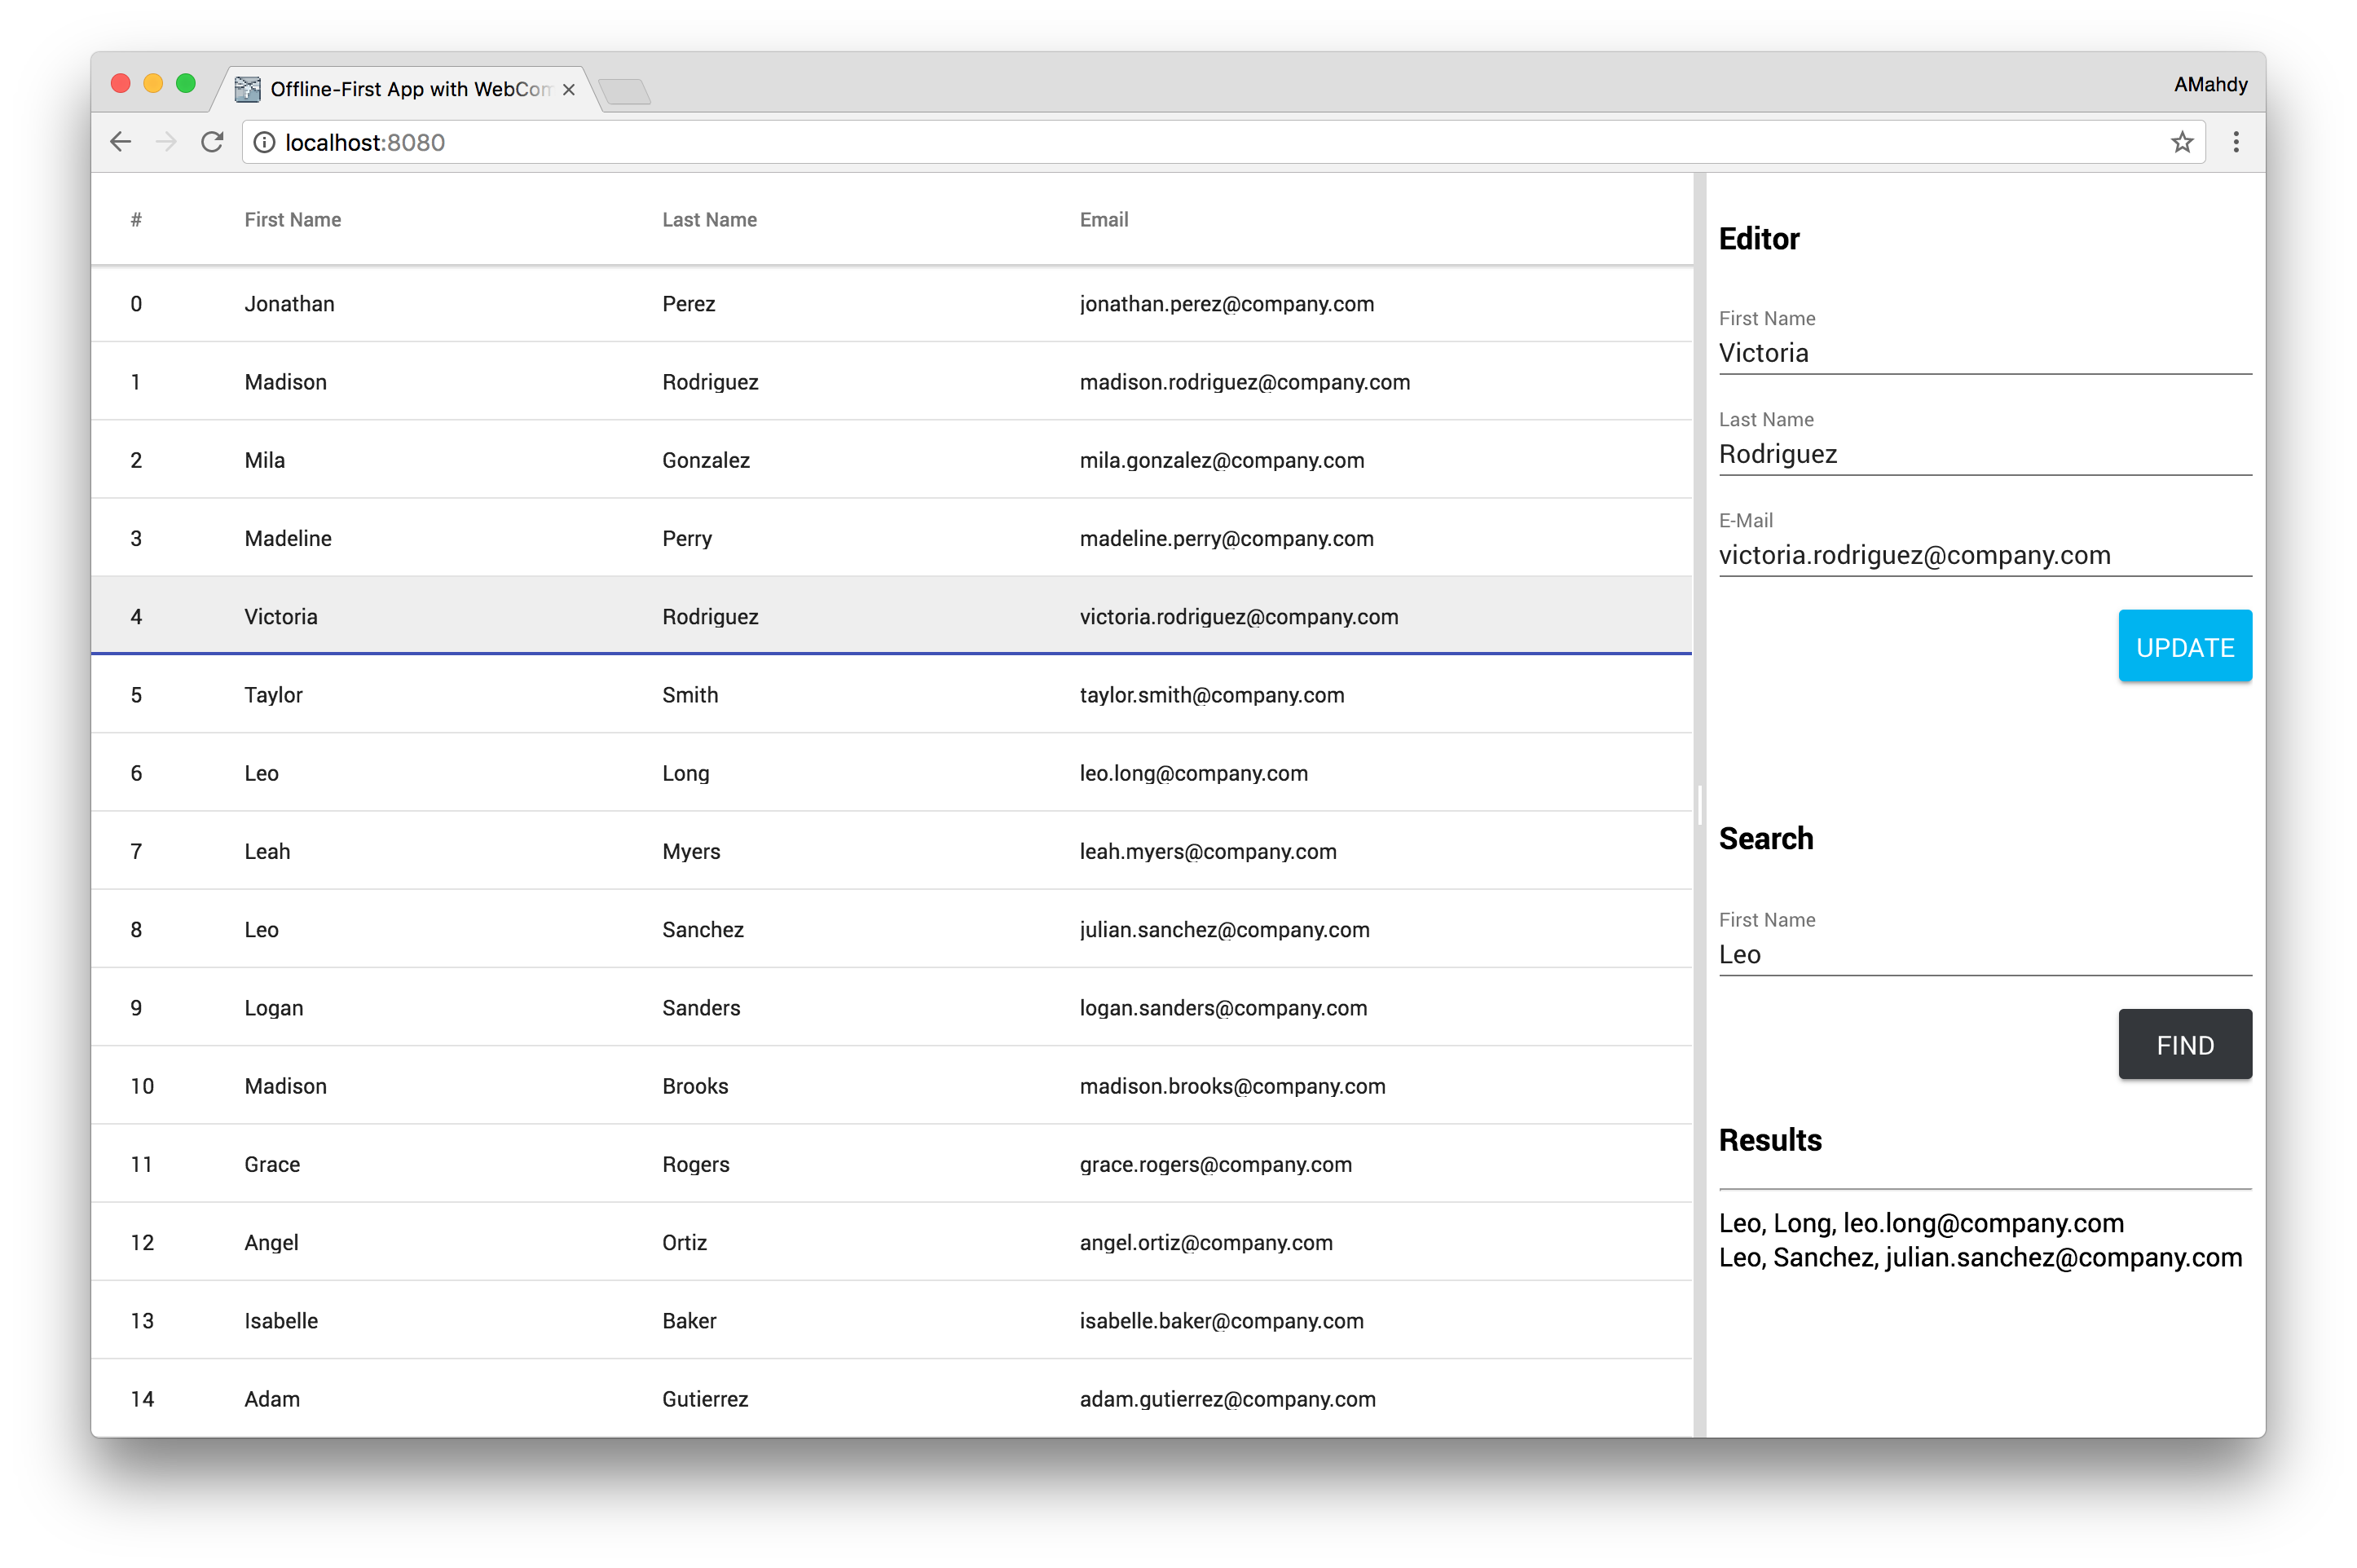 Offline-First App with WebCom
AMahdy
localhost:8080
# First Name Last Name Email
0 Jonathan Perez jonathan.perez@company.com
1 Madison Rodriguez madison.rodriguez@company.com
2 Mila Gonzalez mila.gonzalez@company.com
3 Madeline Perry madeline.perry@company.com
4 Victoria Rodriguez victoria.rodriguez@company.com
5 Taylor Smith taylor.smith@company.com
6 Leo Long leo.long@company.com
7 Leah Myers leah.myers@company.com
8 Leo Sanchez julian.sanchez@company.com
9 Logan Sanders logan.sanders@company.com
10 Madison Brooks madison.brooks@company.com
11 Grace Rogers grace.rogers@company.com
12 Angel Ortiz angel.ortiz@company.com
13 Isabelle Baker isabelle.baker@company.com
14 Adam Gutierrez adam.gutierrez@company.com
Editor
First Name
Victoria
Last Name
Rodriguez
E-Mail
victoria.rodriguez@company.com
UPDATE
Search
First Name
Leo
FIND
Results
Leo, Long, leo.long@company.com
Leo, Sanchez, julian.sanchez@company.com